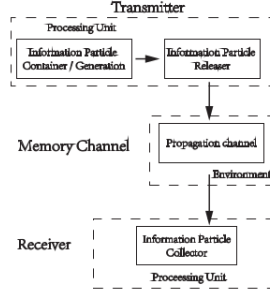 Transmitter
Processing Unit
Information Particle
Container / Generation
Information Particle
Releaser
Memory Channel
Propagation channel
Environment
Receiver
Information Particle
Collector
Proceessing Unit